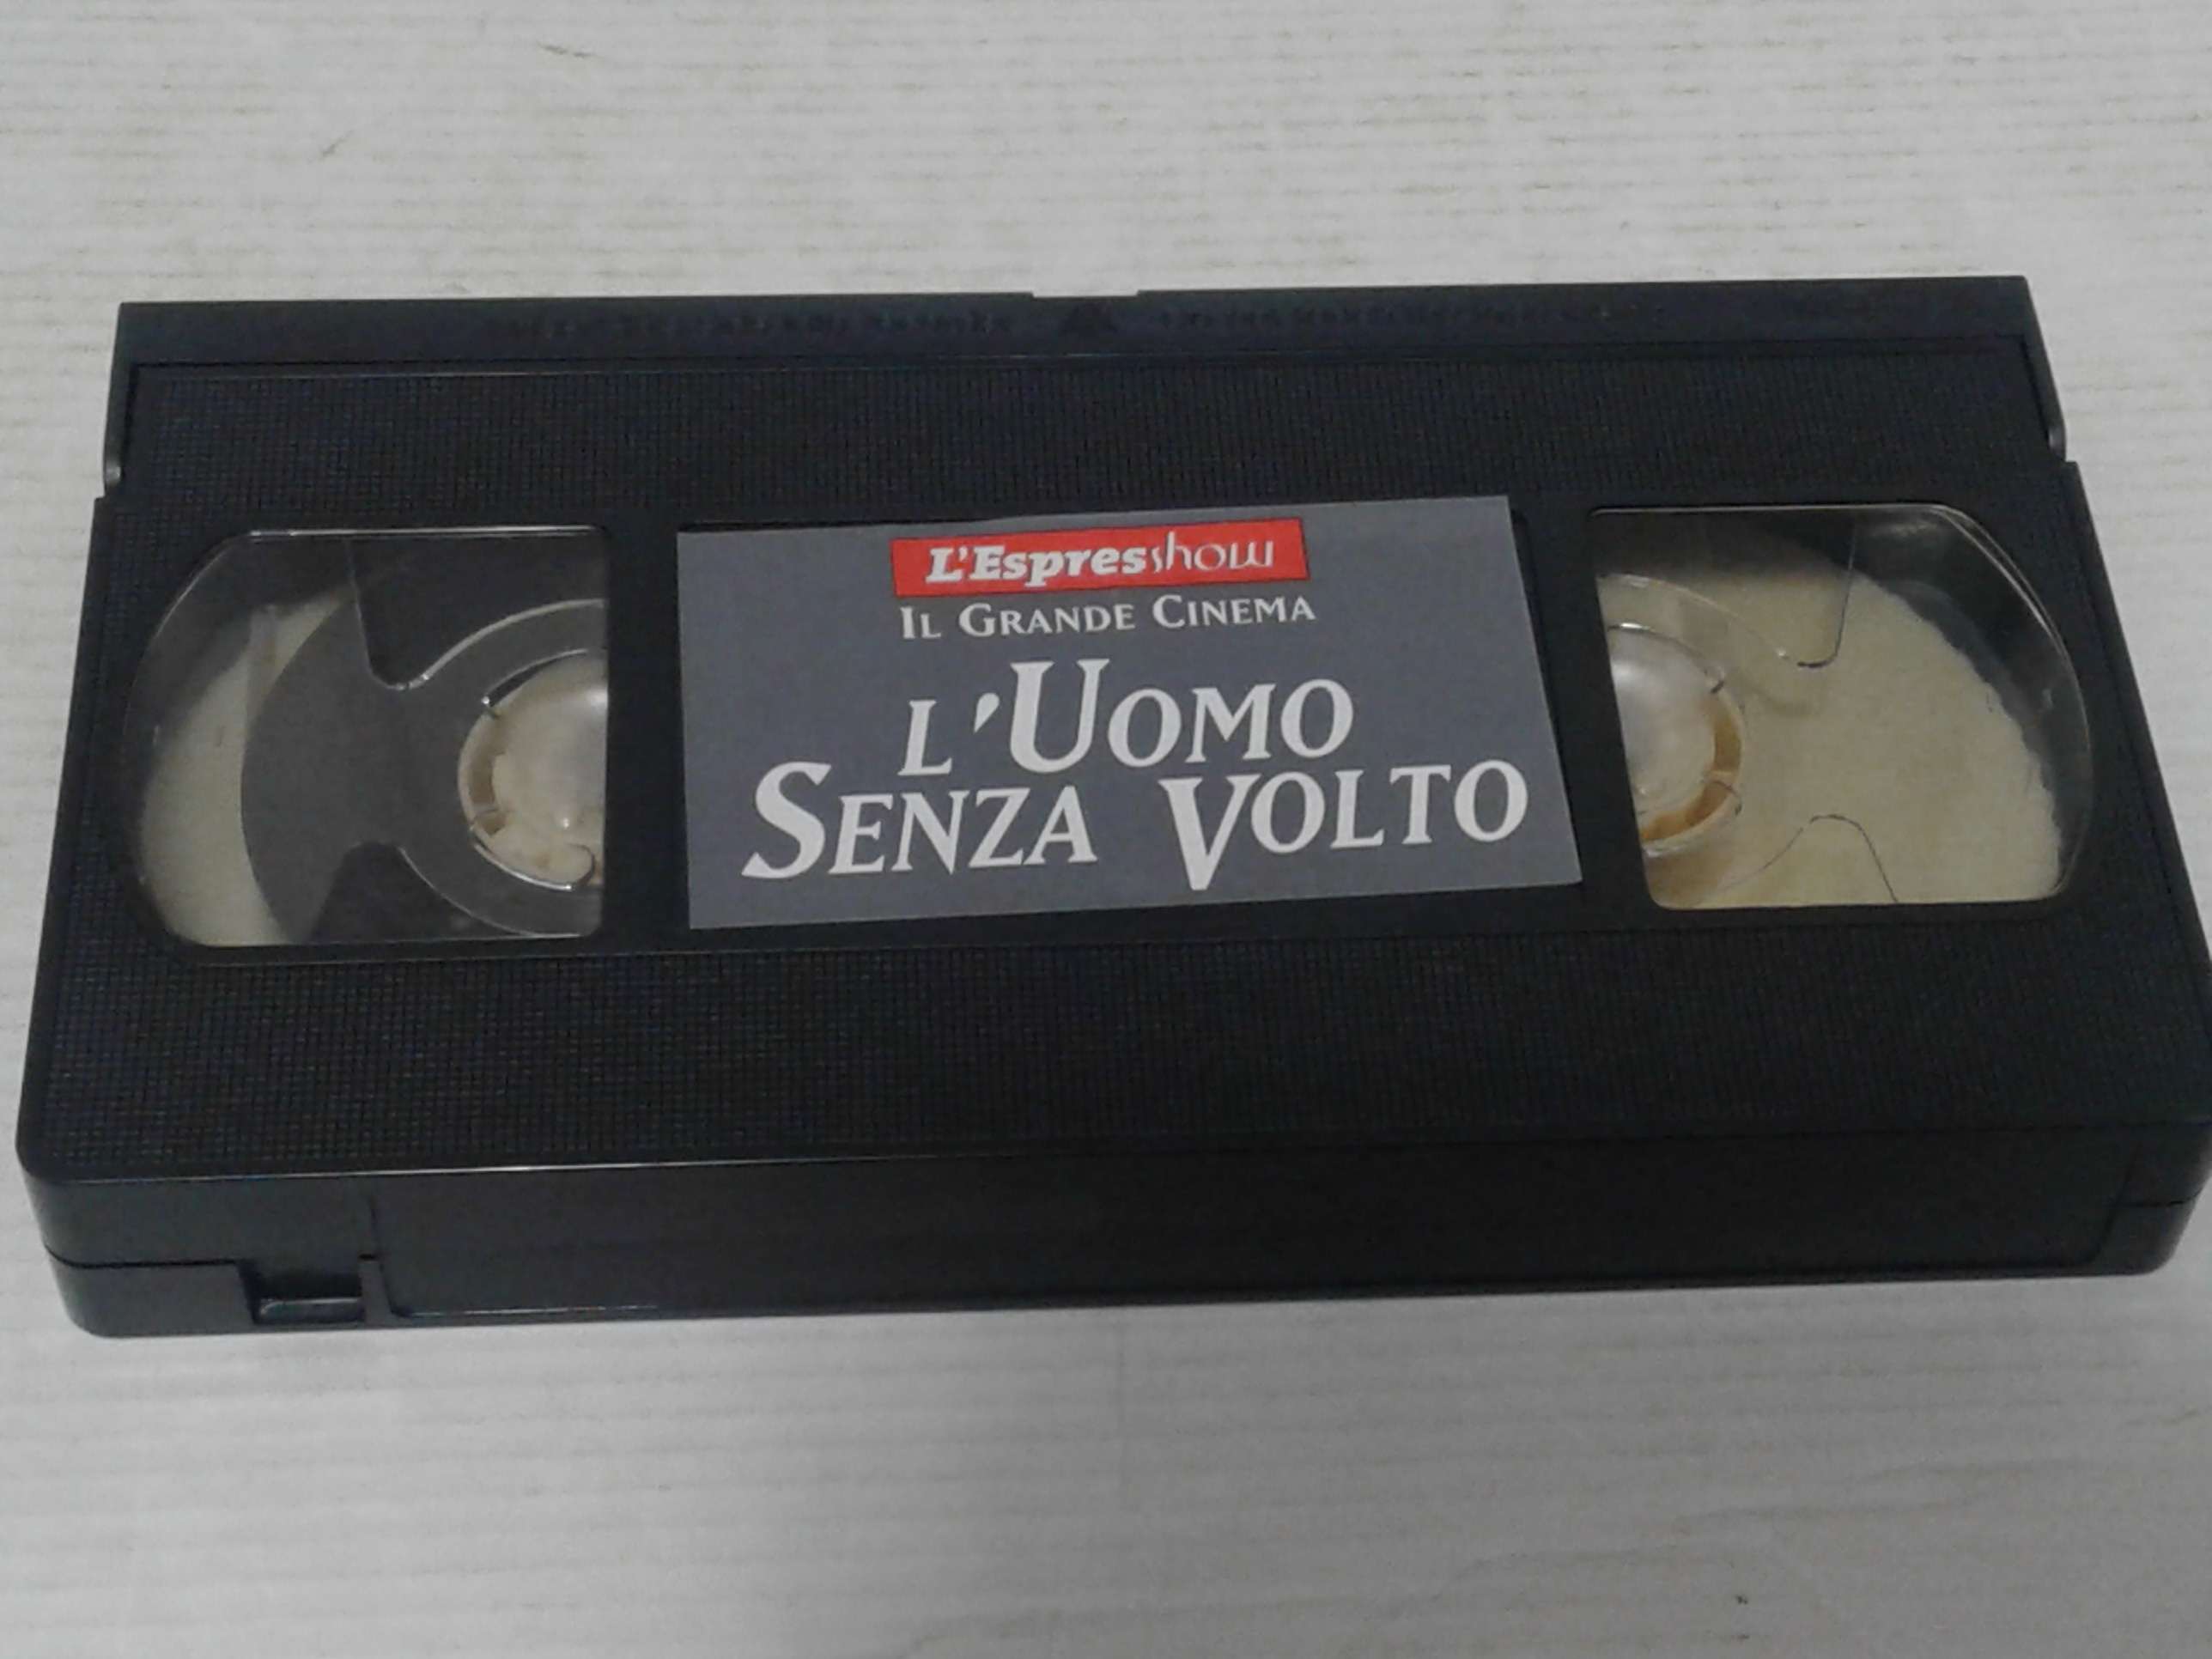 L'Espresshow
IL GRANDE CINEMA
L'UOMO
SENZA VOLTO